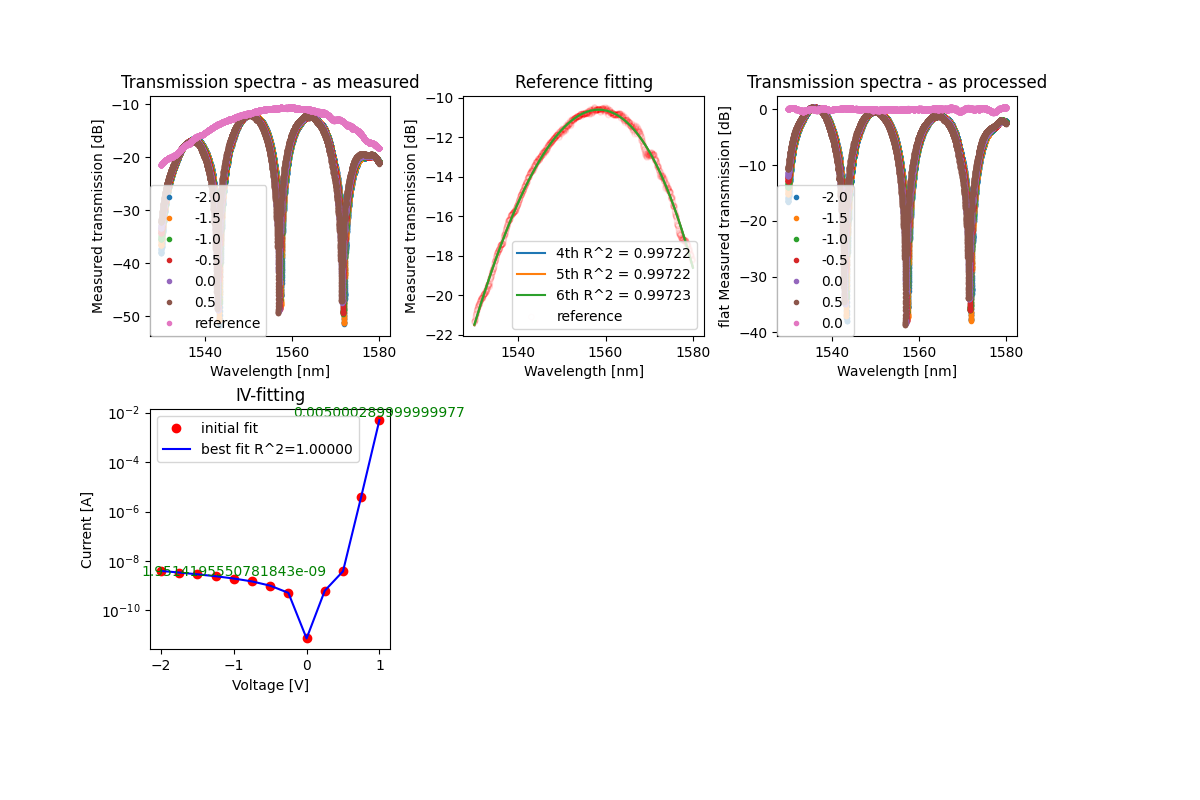 Transmission spectra - as measured
Measured transmission [dB]
−10
−20
−30
−40
−50
-2.0
-1.5
-1.0
-0.5
0.0
0.5
reference
1540
1560
1580
Wavelength [nm]
Reference fitting
Measured transmission [dB]
−10
−12
−14
−16
−18
−20
−22
4th R^2 = 0.99722
5th R^2 = 0.99722
6th R^2 = 0.99723
reference
1540
1560
1580
Wavelength [nm]
Transmission spectra - as processed
flat Measured transmission [dB]
0
−10
−20
−30
−40
-2.0
-1.5
-1.0
-0.5
0.0
0.5
0.0
1540
1560
1580
Wavelength [nm]
IV-fitting
0.005000289999999977
Current [A]
10−2
10−4
10−6
10−8
10−10
initial fit
best fit R^2=1.00000
1.9514195550781843e-09
−2
−1
0
1
Voltage [V]